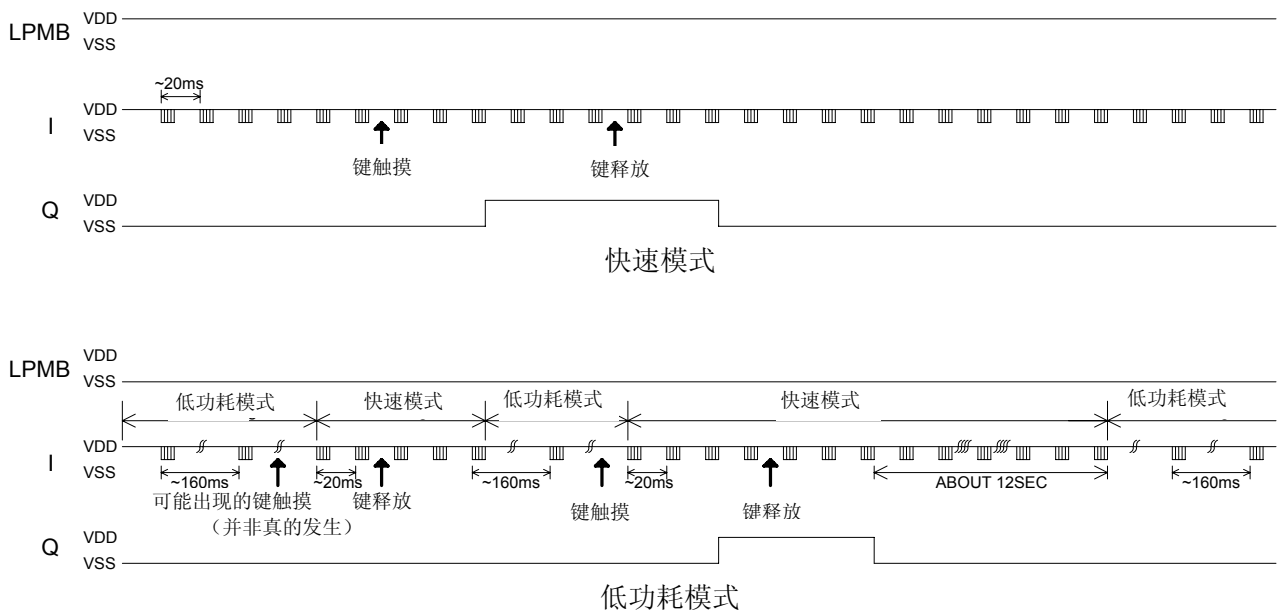 LPMB
VDD
VSS
~20ms
I
VDD
VSS
键触摸
键释放
Q
VDD
VSS
快速模式
LPMB
VDD
VSS
低功耗模式
快速模式
低功耗模式
快速模式
低功耗模式
I
VDD
VSS
~160ms
~20ms
~160ms
~20ms
ABOUT 12SEC
~160ms
可能出现的键触摸
(并非真的发生)
键释放
键触摸
键释放
Q
VDD
VSS
低功耗模式